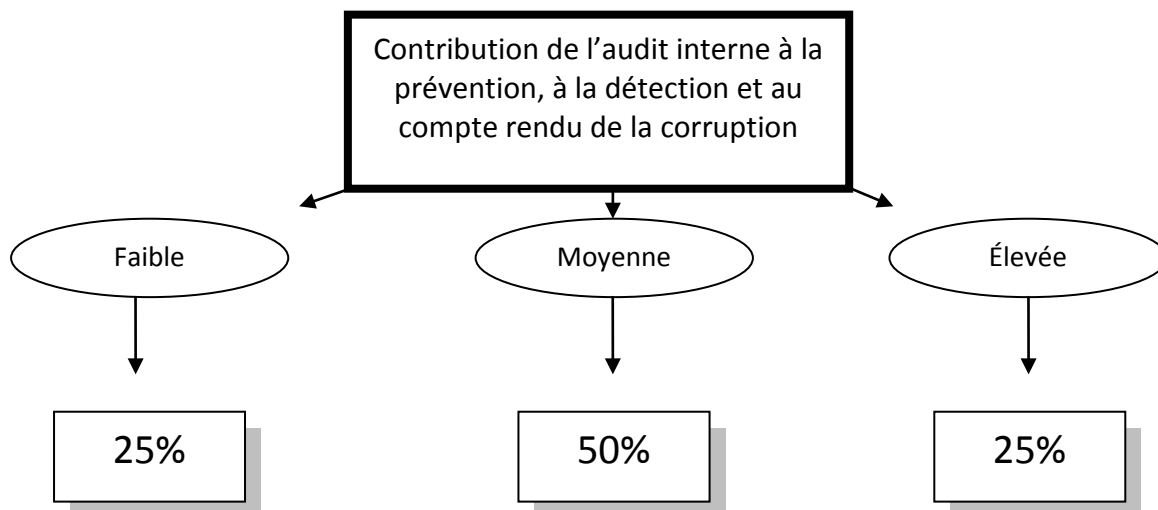 Contribution de l’audit interne à la
prévention, à la détection et au
compte rendu de la corruption
Faible
Moyenne
Élevée
25%
50%
25%